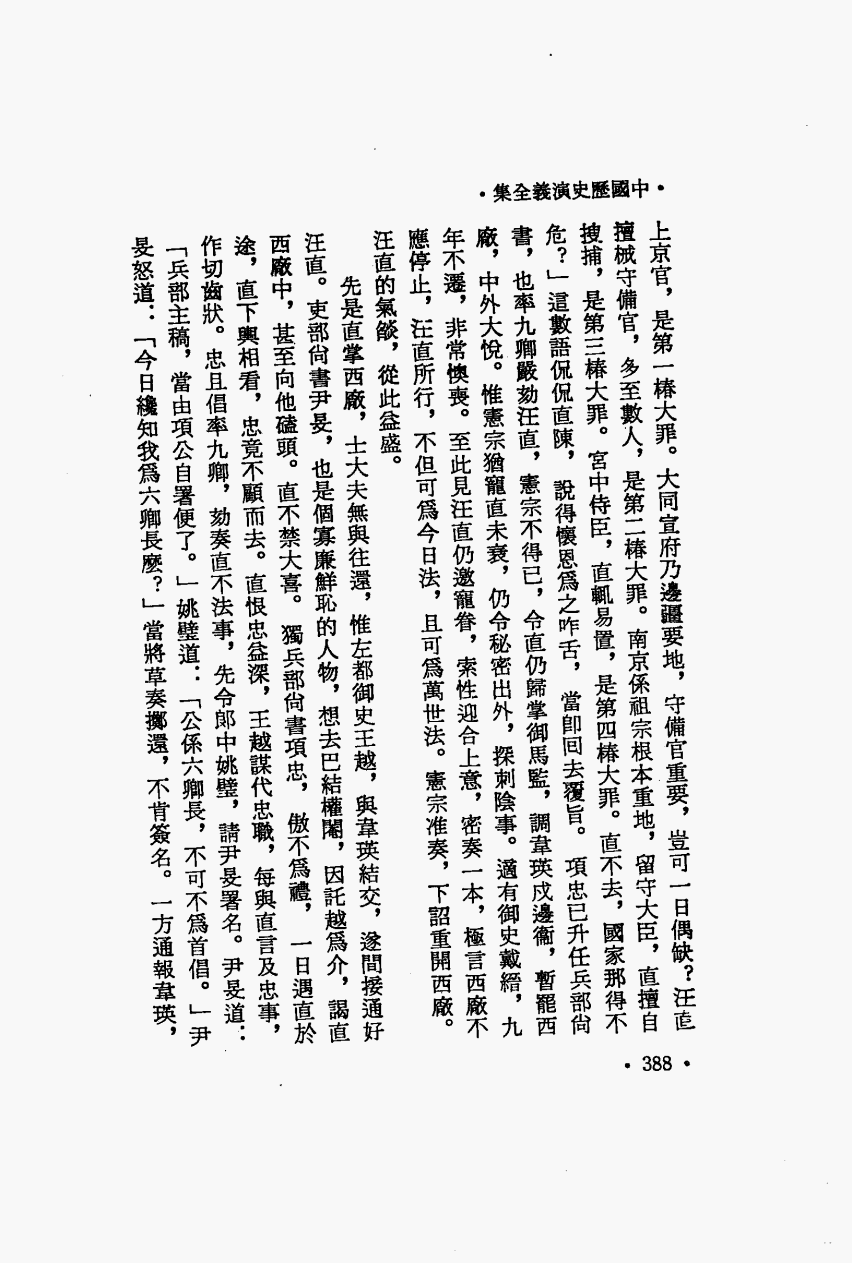 •中國歷史演義全集•
上京官，是第一樁大罪。大同宣府乃邊疆要地，守備官重要，豈可一日偶缺？汪直
擅械守備官，多至數人，是第二樁大罪。南京係祖宗根本重地，留守大臣，直擅自
搜捕，是第三樁大罪。宮中侍臣，直輒易置，是第四樁大罪。直不去，國家那得不
危？」這數語侃侃直陳，說得懷恩爲之咋舌，當卽回去覆旨。項忠已升任兵部尙
書，也率九卿嚴劾汪直，憲宗不得已，令直仍歸掌御馬監，調韋瑛戍邊衞，暫罷西
廠，中外大悅。惟憲宗猶寵直未衰，仍令秘密出外，探刺陰事。適有御史戴縉，九
年不遷，非常懊喪。至此見汪直仍邀寵眷，索性迎合上意，密奏一本，極言西廠不
應停止，汪直所行，不但可爲今日法，且可爲萬世法。憲宗准奏，下詔重開西廠。
汪直的氣燄，從此益盛。
先是直掌西廠，士大夫無與往還，惟左都御史王越，與韋瑛結交，遂間接通好
汪直。吏部尙書尹旻，也是個寡廉鮮恥的人物，想去巴結權閹，因託越爲介，謁直
西廠中，甚至向他磕頭。直不禁大喜。獨兵部尙書項忠，傲不爲禮，一日遇直於
途，直下輿相看，忠竟不顧而去。直恨忠益深，王越謀代忠職，每與直言及忠事，
作切齒狀。忠且倡率九卿，劾奏直不法事，先令郞中姚璧，請尹旻署名。尹旻道：
「兵部主稿，當由項公自署便了。」姚璧道：「公係六卿長，不可不爲首倡。」尹
旻怒道：「今日纔知我爲六卿長麼？」當將草奏擲還，不肯簽名。一方通報韋瑛，
•388•